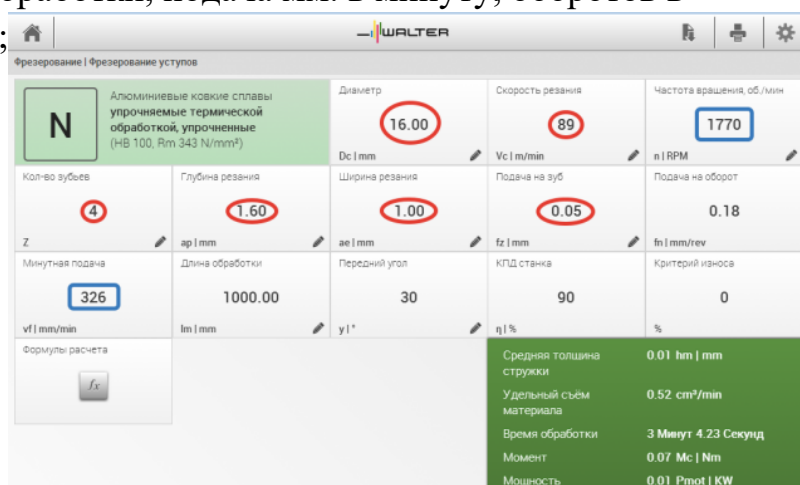 WALTER
Фрезерование | Фрезерование уступов
N
Алюминиевые ковкие сплавы
упрочняемые термической
обработкой, упрочненные
(HB 100, Rm 343 N/mm²)
Диаметр
16.00
Dc | mm
Скорость резания
89
Vc | m/min
Частота вращения, об./мин
1770
n | RPM
Кол-во зубьев
4
Z
Глубина резания
1.60
ap | mm
Ширина резания
1.00
ae | mm
Подача на зуб
0.05
fz | mm
Подача на оборот
0.18
fn | mm/rev
Минутная подача
326
vf | mm/min
Длина обработки
1000.00
lm | mm
Передний угол
30
γ | °
КПД станка
90
η | %
Критерий износа
0
%
Формулы расчета
fx
Средняя толщина
стружки
0.01 hm | mm
Удельный съём
материала
0.52 cm³/min
Время обработки
3 Минут 4.23 Секунд
Момент
0.07 Mc | Nm
Мощность
0.01 Pmot | KW